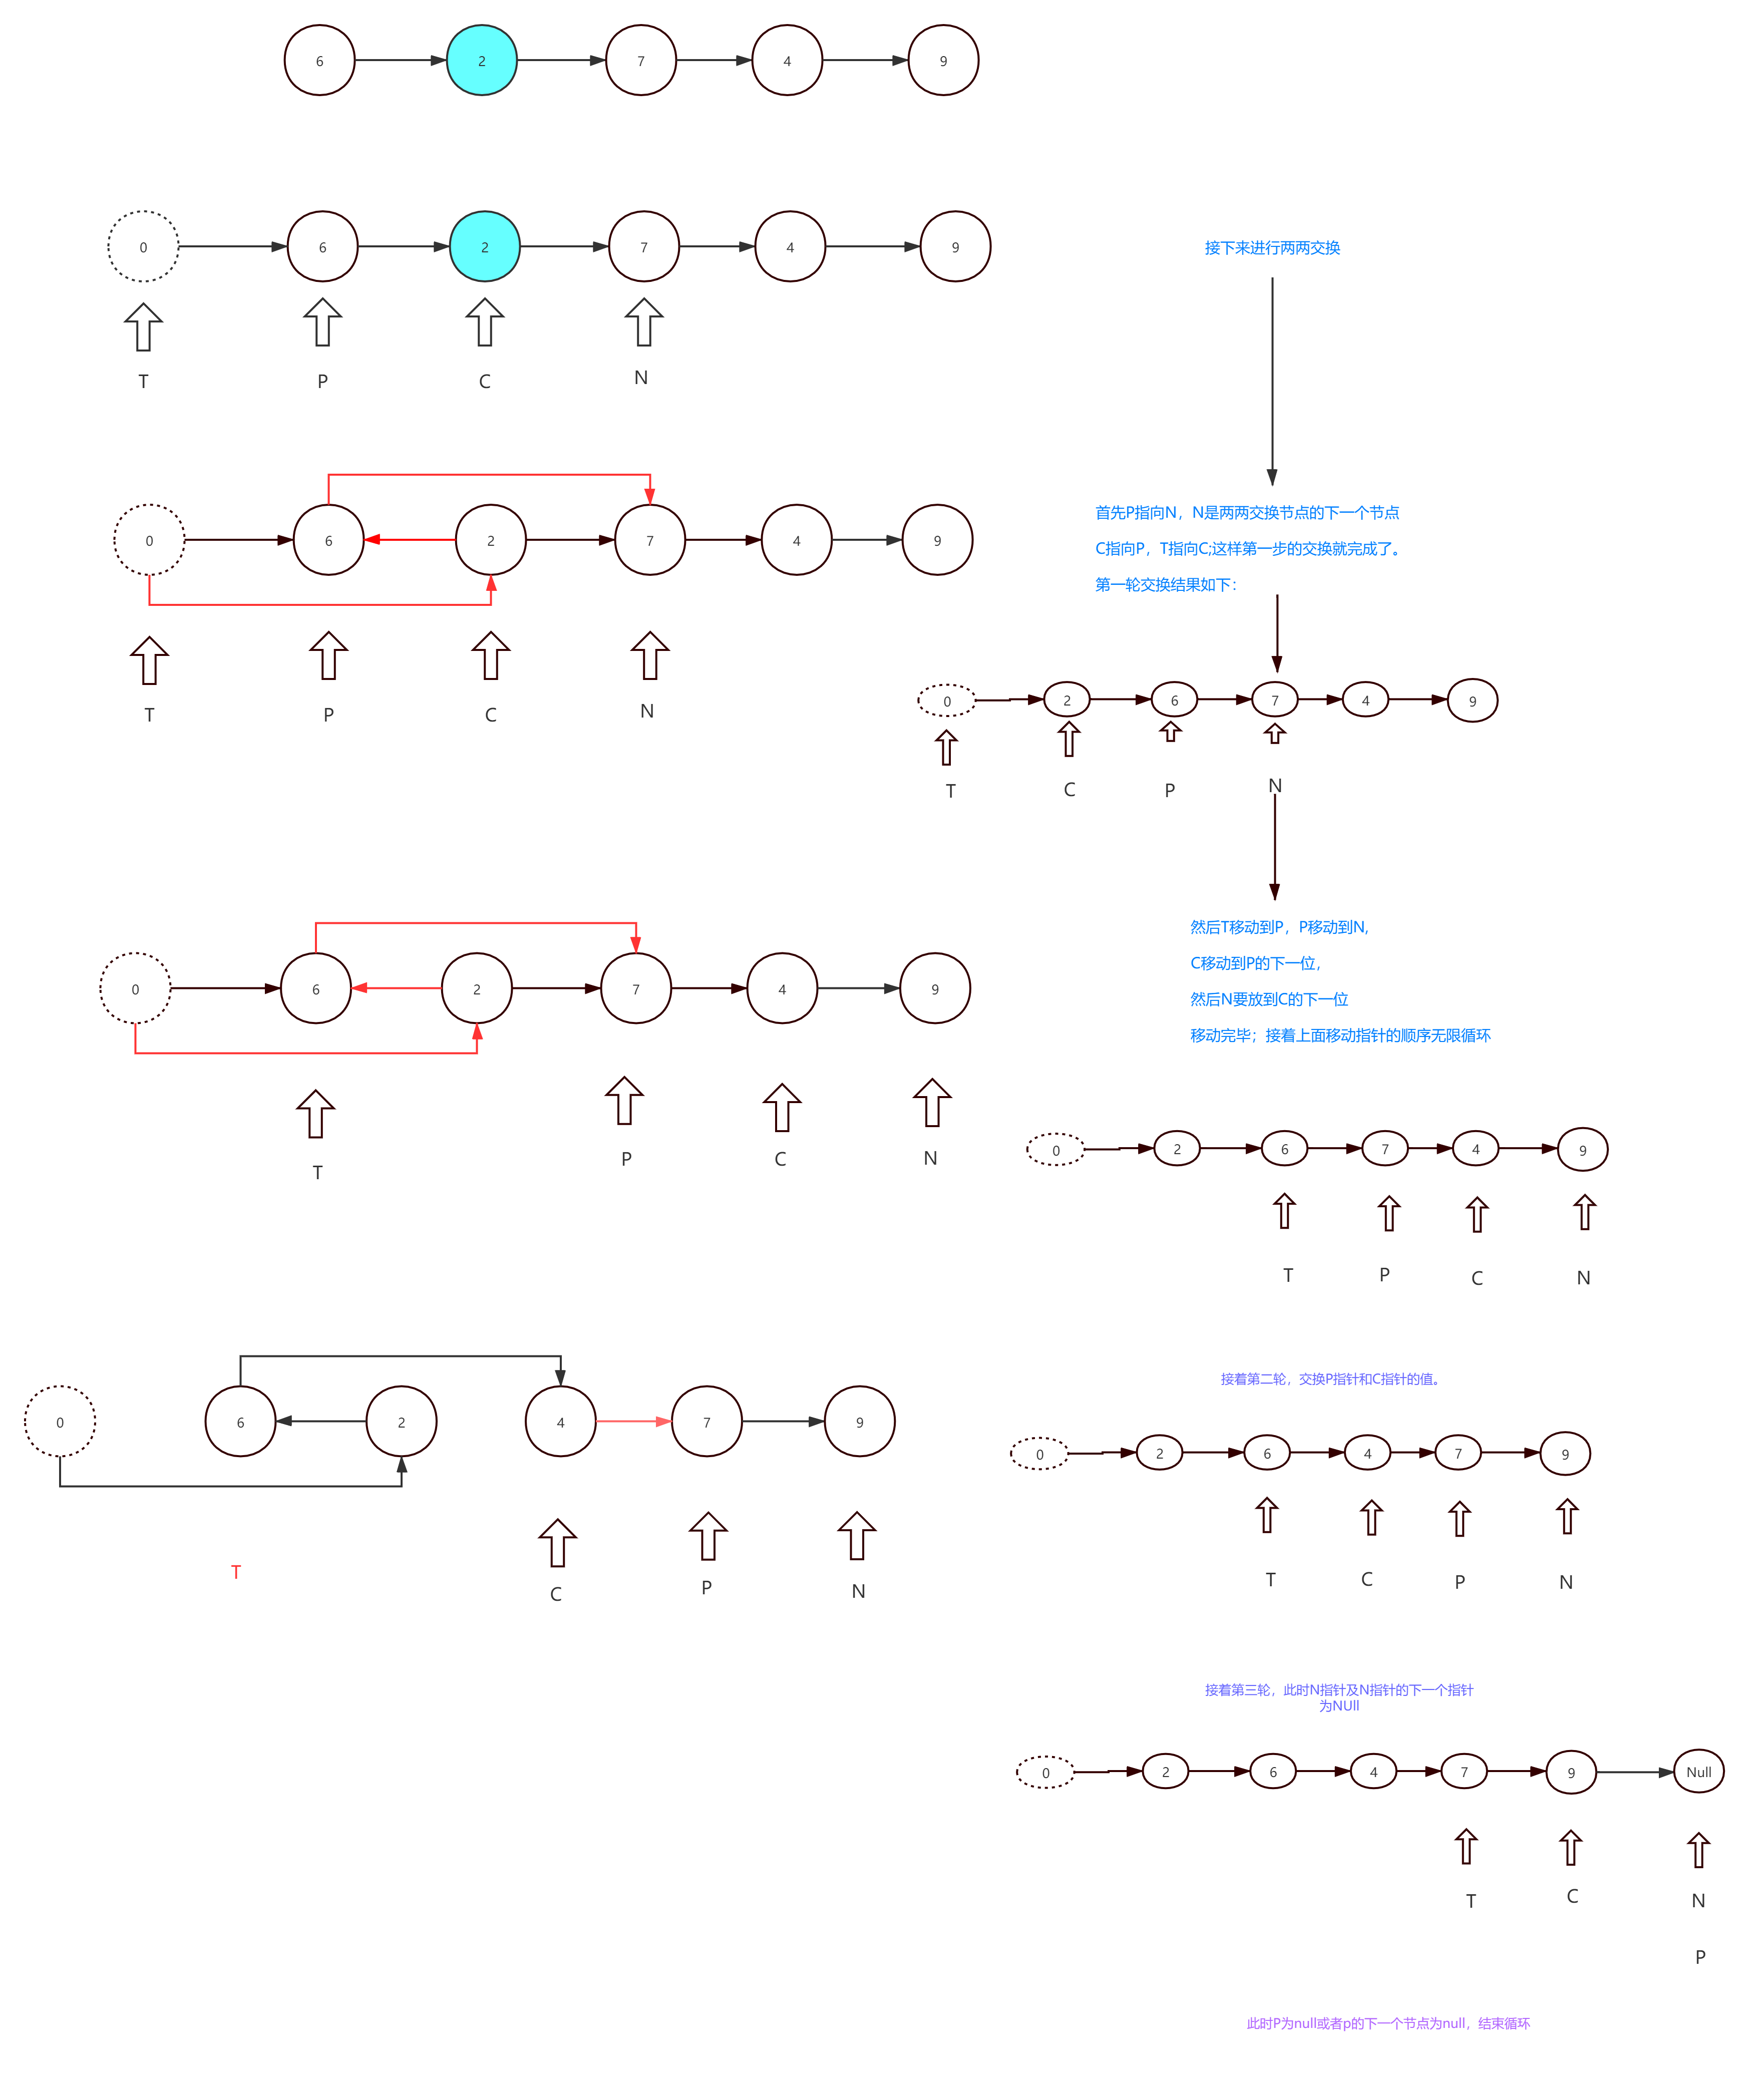 6 2 7 4 9
0 6 2 7 4 9
T P C N
接下来进行两两交换
0 6 2 7 4 9
T P C N
首先P指向N，N是两两交换节点的下一个节点
C指向P，T指向C;这样第一步的交换就完成了。
第一轮交换结果如下：
0 2 6 7 4 9
T C P N
0 6 2 7 4 9
T P C N
然后T移动到P，P移动到N,
C移动到P的下一位，
然后N要放到C的下一位
移动完毕；接着上面移动指针的顺序无限循环
0 2 6 7 4 9
T P C N
0 6 2 4 7 9
T C P N
接着第二轮，交换P指针和C指针的值。
0 2 6 4 7 9
T C P N
接着第三轮，此时N指针及N指针的下一个指针
为NUll
0 2 6 4 7 9 Null
T C N
P
此时P为null或者p的下一个节点为null，结束循环